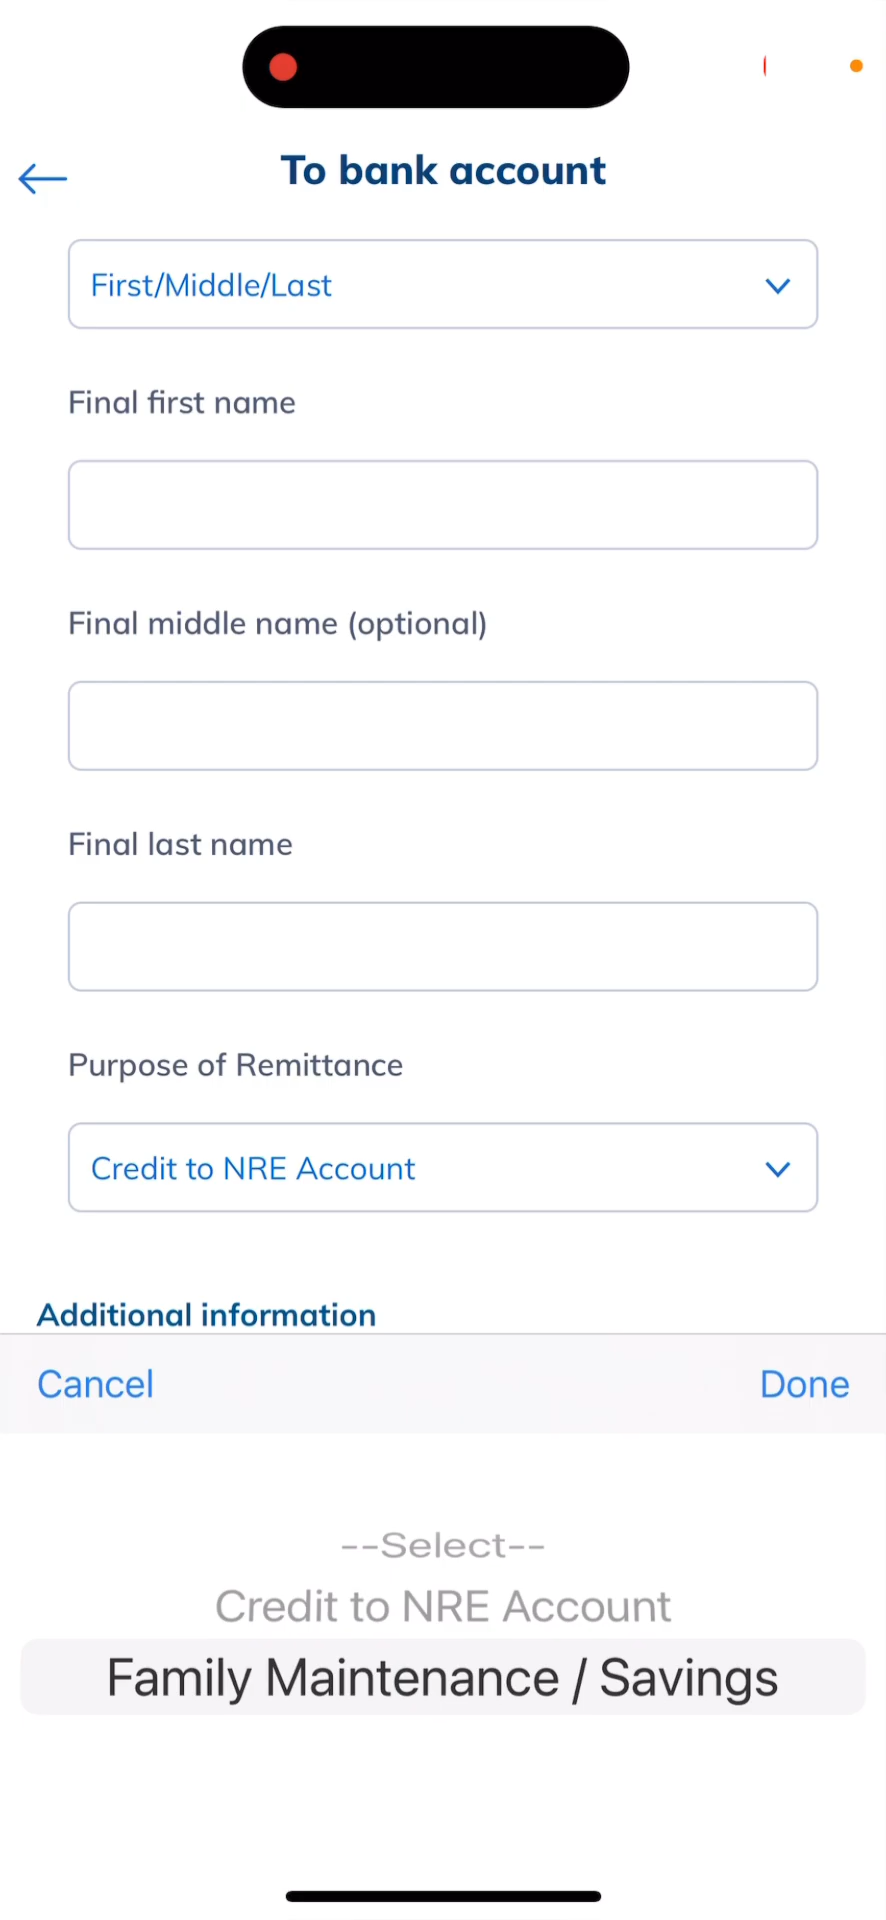 To bank account
First/Middle/Last
Final first name
Final middle name (optional)
Final last name
Purpose of Remittance
Credit to NRE Account
Additional information
Cancel
Done
--Select--
Credit to NRE Account
Family Maintenance / Savings